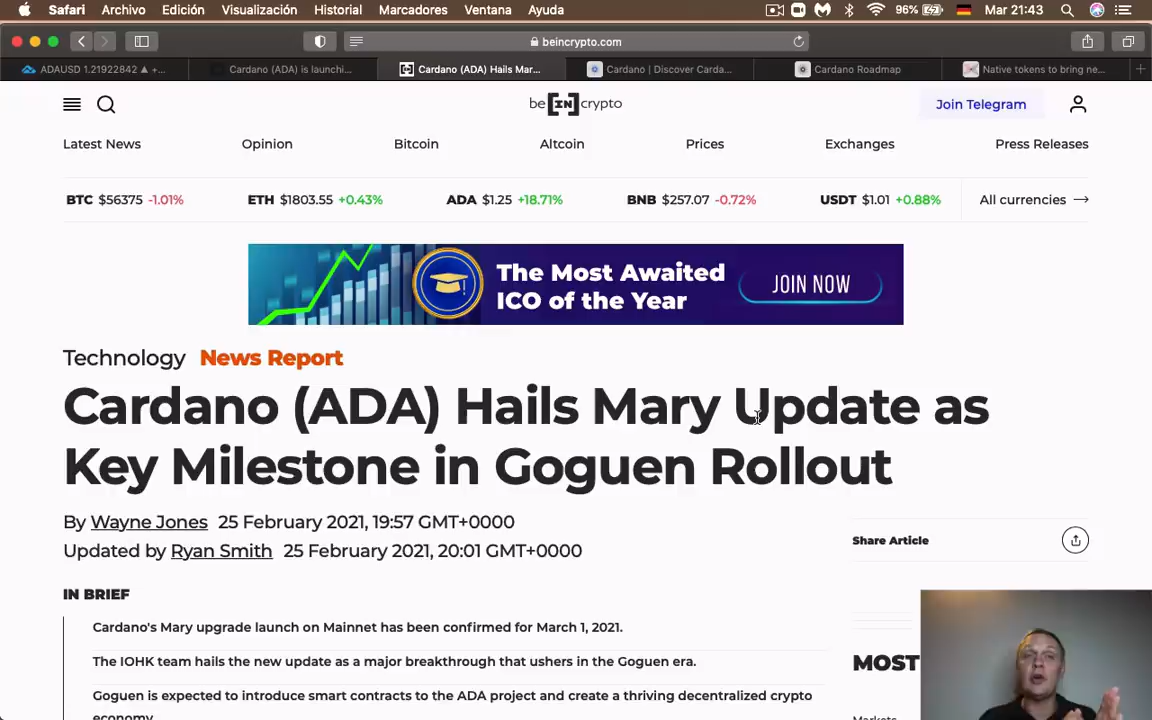 Safari Archivo Edición Visualización Historial Marcadores Ventana Ayuda 96% Mar 21:43
beincrypto.com
ADAUSD 1.21922842 ▲ +... Cardano (ADA) is launchi... Cardano (ADA) Hails Mar... Cardano | Discover Carda... Cardano Roadmap Native tokens to bring ne...
be[IN]crypto
Join Telegram
Latest News Opinion Bitcoin Altcoin Prices Exchanges Press Releases
BTC $56375 -1.01% ETH $1803.55 +0.43% ADA $1.25 +18.71% BNB $257.07 -0.72% USDT $1.01 +0.88% All currencies →
The Most Awaited
ICO of the Year
JOIN NOW
Technology News Report
Cardano (ADA) Hails Mary Update as
Key Milestone in Goguen Rollout
By Wayne Jones 25 February 2021, 19:57 GMT+0000
Updated by Ryan Smith 25 February 2021, 20:01 GMT+0000
Share Article
IN BRIEF
Cardano's Mary upgrade launch on Mainnet has been confirmed for March 1, 2021.
The IOHK team hails the new update as a major breakthrough that ushers in the Goguen era.
MOST
Goguen is expected to introduce smart contracts to the ADA project and create a thriving decentralized crypto
economy.
Markets